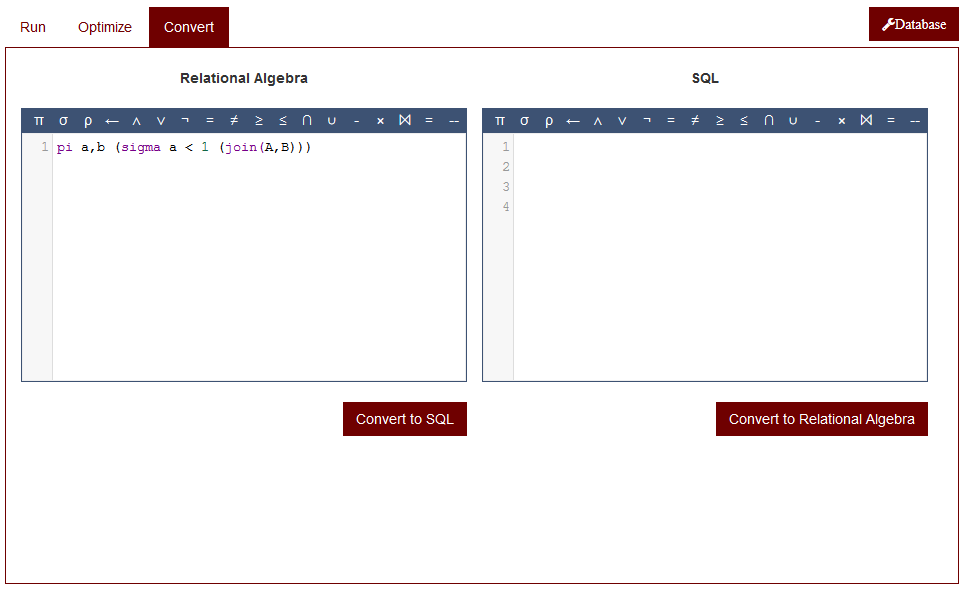 Run Optimize Convert Database
Relational Algebra SQL
π σ ρ ← ∧ ∨ ¬ = ≠ ≥ ≤ ∩ ∪ - × ⋈ = --
π σ ρ ← ∧ ∨ ¬ = ≠ ≥ ≤ ∩ ∪ - × ⋈ = --
1 pi a,b (sigma a < 1 (join(A,B)))
1
2
3
4
Convert to SQL Convert to Relational Algebra